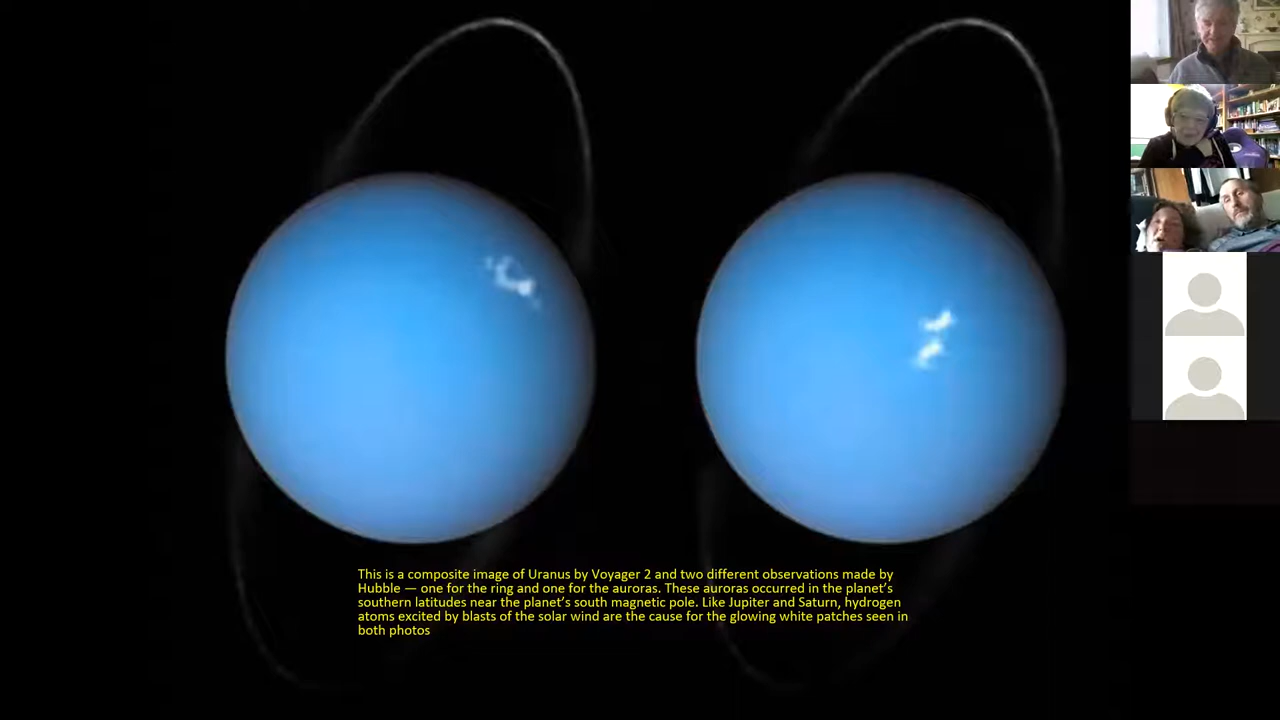 This is a composite image of Uranus by Voyager 2 and two different observations made by
Hubble — one for the ring and one for the auroras. These auroras occurred in the planet's
southern latitudes near the planet's south magnetic pole. Like Jupiter and Saturn, hydrogen
atoms excited by blasts of the solar wind are the cause for the glowing white patches seen in
both photos